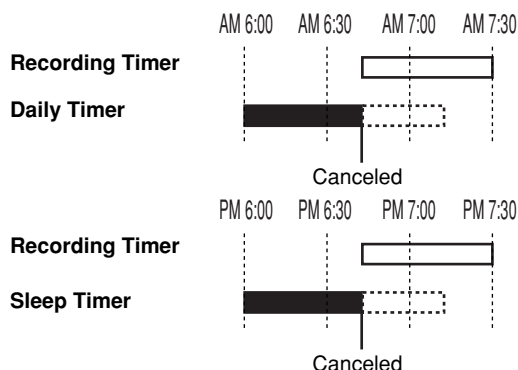 AM 6:00 AM 6:30 AM 7:00 AM 7:30
Recording Timer
Daily Timer
Canceled
PM 6:00 PM 6:30 PM 7:00 PM 7:30
Recording Timer
Sleep Timer
Canceled